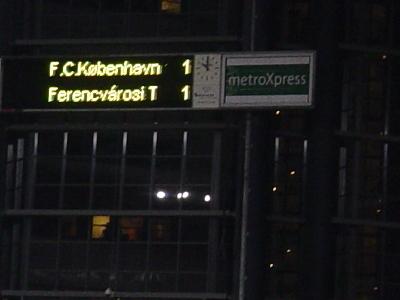 F.C.København 1
Ferencvárosi T 1
metroXpress